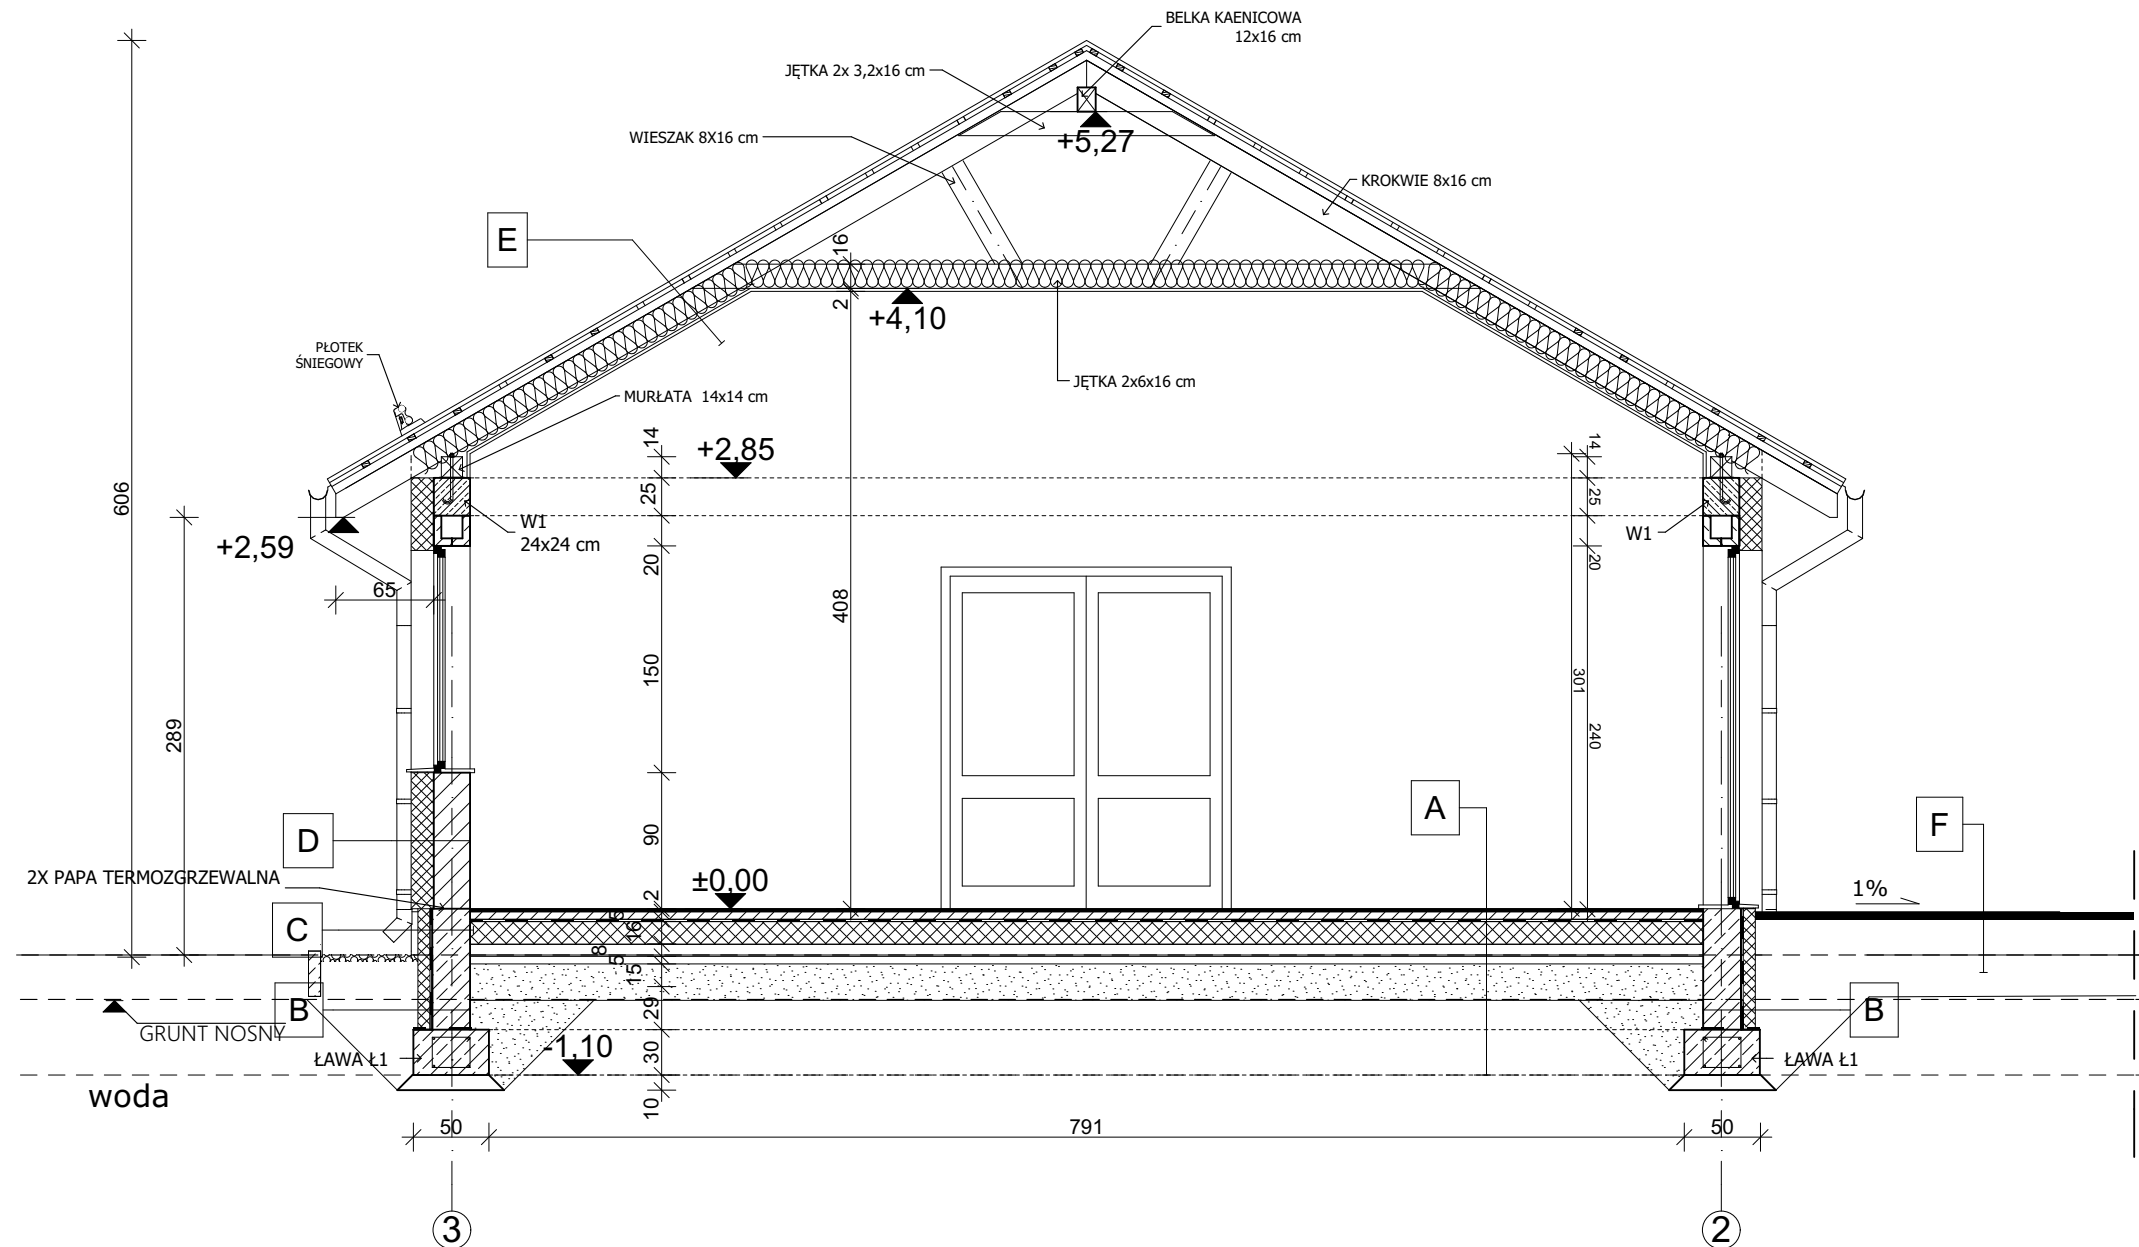 BELKA KAENICOWA
12x16 cm
JĘTKA 2x 3,2x16 cm
WIESZAK 8X16 cm
+5,27
KROKWIE 8x16 cm
E
16
2
+4,10
PŁOTEK
ŚNIEGOWY
JĘTKA 2x6x16 cm
MURŁATA 14x14 cm
14
+2,85
14
606
25
25
W1
24x24 cm
W1
+2,59
20
20
65
408
150
301
289
240
A
D
90
F
2X PAPA TERMOZGRZEWALNA
±0,00
2
1%
C
5
16
8
5
15
B
29
B
GRUNT NOSNY
ŁAWA Ł1
-1,10
30
ŁAWA Ł1
woda
10
50
791
50
3
2